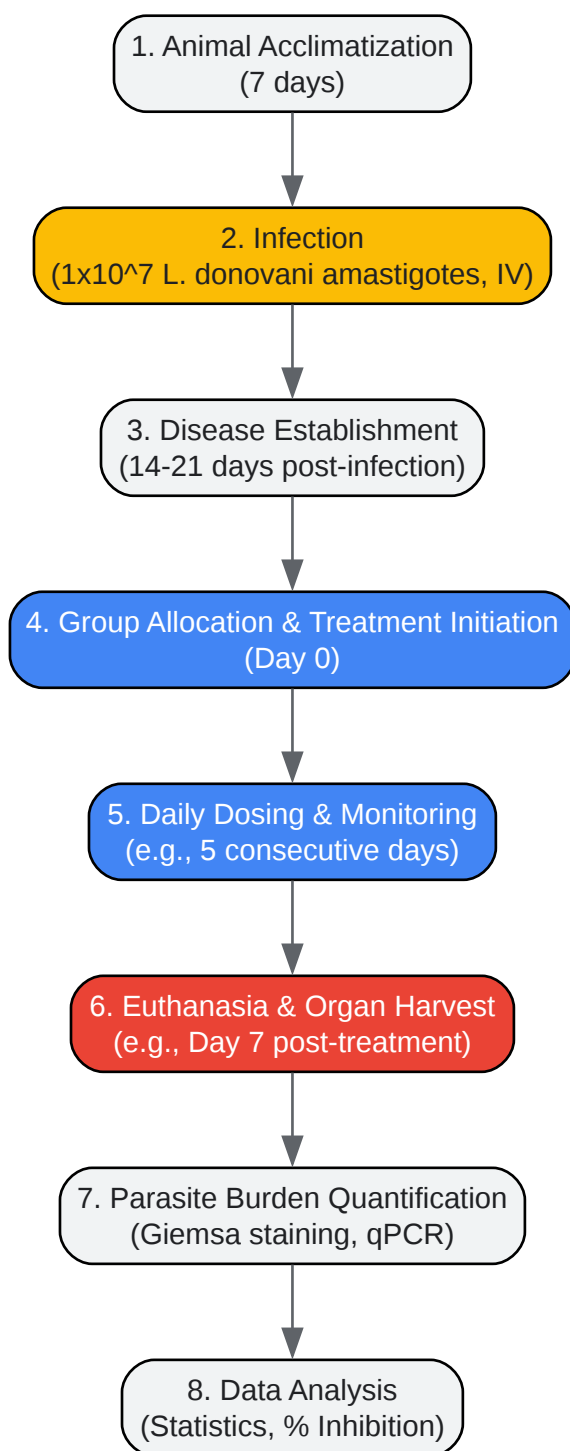 1. Animal Acclimatization
(7 days)
2. Infection
(1x10^7 L. donovani amastigotes, IV)
3. Disease Establishment
(14-21 days post-infection)
4. Group Allocation & Treatment Initiation
(Day 0)
5. Daily Dosing & Monitoring
(e.g., 5 consecutive days)
6. Euthanasia & Organ Harvest
(e.g., Day 7 post-treatment)
7. Parasite Burden Quantification
(Giemsa staining, qPCR)
8. Data Analysis
(Statistics, % Inhibition)